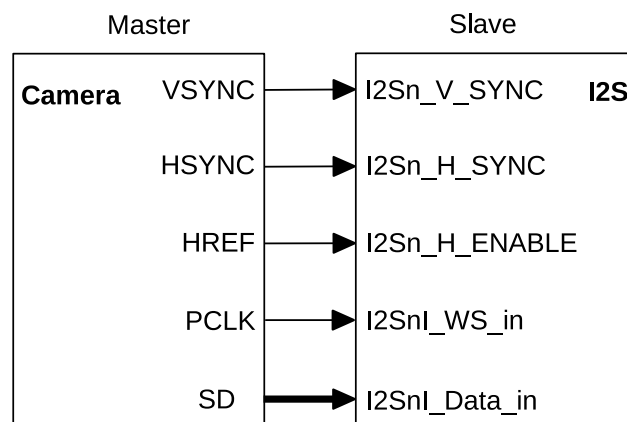 Master Slave
Camera VSYNC I2Sn_V_SYNC I2S
HSYNC I2Sn_H_SYNC
HREF I2Sn_H_ENABLE
PCLK I2SnI_WS_in
SD I2SnI_Data_in